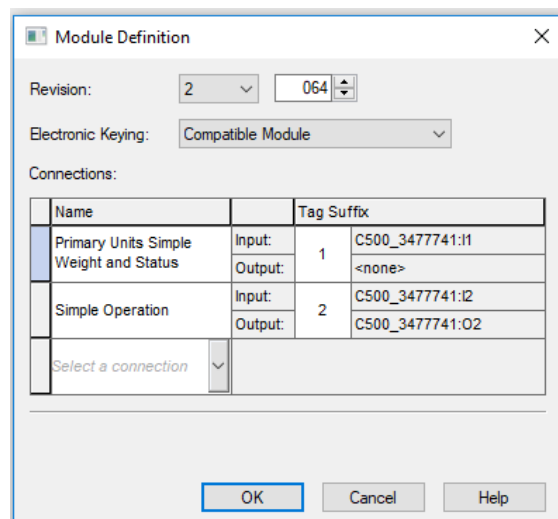 Module Definition
Revision: 2 064
Electronic Keying: Compatible Module
Connections:
Name Tag Suffix
Primary Units Simple Weight and Status Input: 1 C500_3477741:I1
Output: <none>
Simple Operation Input: 2 C500_3477741:I2
Output: C500_3477741:O2
Select a connection
OK Cancel Help